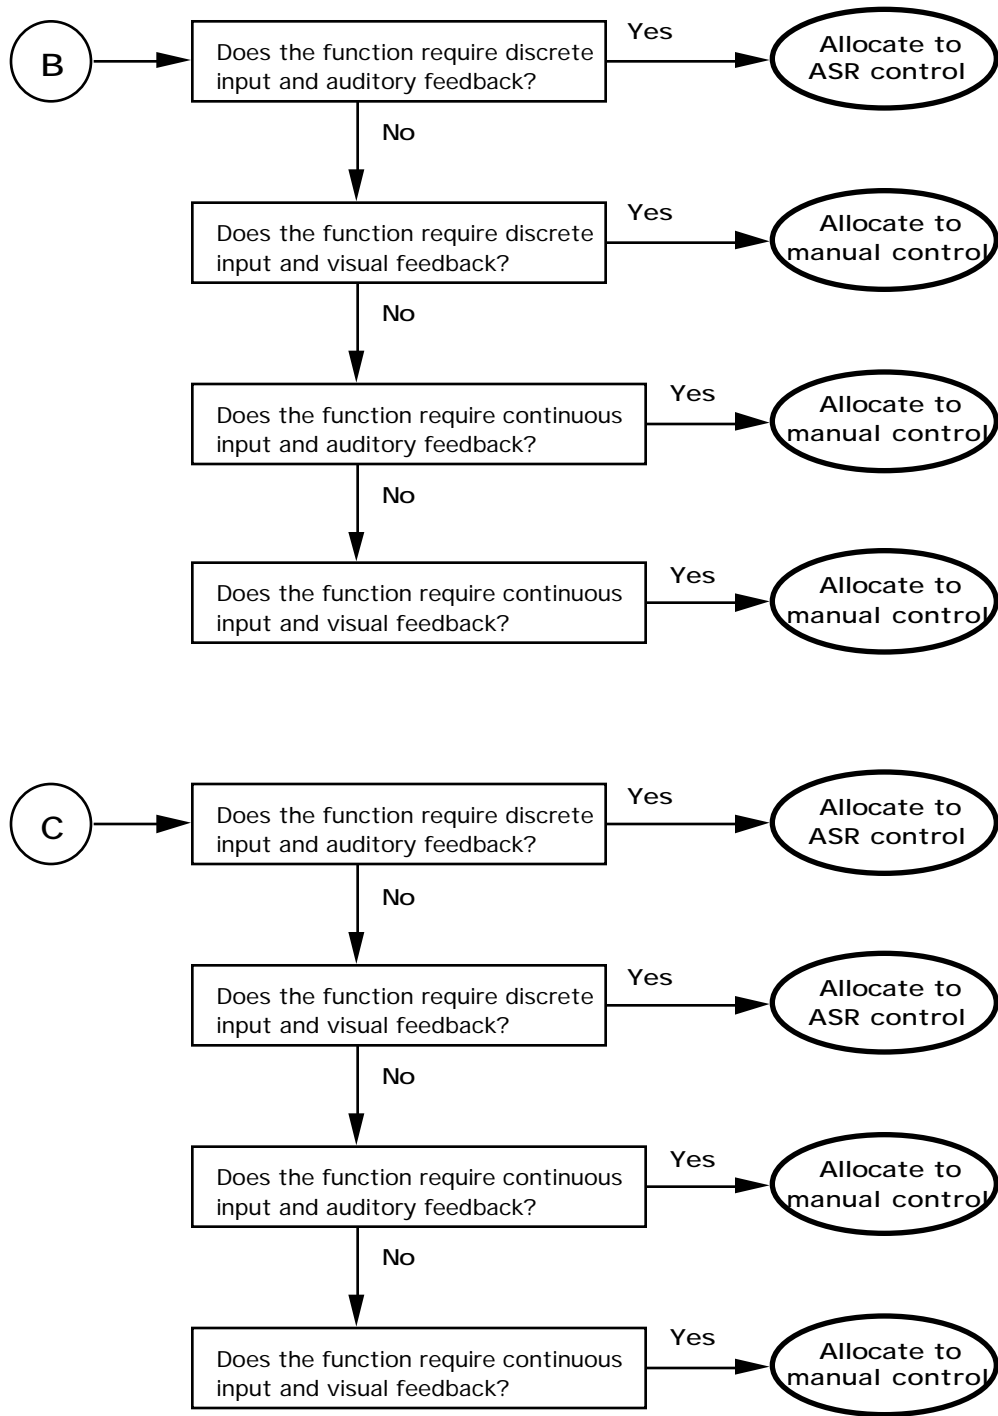 B
Does the function require discrete
input and auditory feedback?
Yes
Allocate to
ASR control
No
Does the function require discrete
input and visual feedback?
Yes
Allocate to
manual control
No
Does the function require continuous
input and auditory feedback?
Yes
Allocate to
manual control
No
Does the function require continuous
input and visual feedback?
Yes
Allocate to
manual control
C
Does the function require discrete
input and auditory feedback?
Yes
Allocate to
ASR control
No
Does the function require discrete
input and visual feedback?
Yes
Allocate to
ASR control
No
Does the function require continuous
input and auditory feedback?
Yes
Allocate to
manual control
No
Does the function require continuous
input and visual feedback?
Yes
Allocate to
manual control